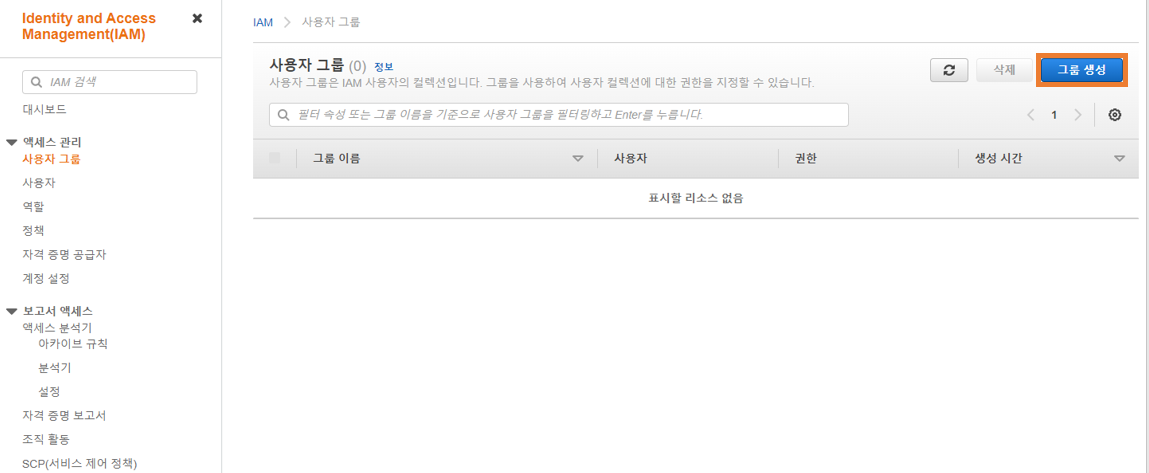 Identity and Access
Management(IAM)
IAM 검색
대시보드
액세스 관리
사용자 그룹
사용자
역할
정책
자격 증명 공급자
계정 설정
보고서 액세스
액세스 분석기
아카이브 규칙
분석기
설정
자격 증명 보고서
조직 활동
SCP(서비스 제어 정책)
IAM > 사용자 그룹
사용자 그룹 (0) 정보
사용자 그룹은 IAM 사용자의 컬렉션입니다. 그룹을 사용하여 사용자 컬렉션에 대한 권한을 지정할 수 있습니다.
삭제
그룹 생성
필터 속성 또는 그룹 이름을 기준으로 사용자 그룹을 필터링하고 Enter를 누릅니다.
1
그룹 이름 사용자 권한 생성 시간
표시할 리소스 없음